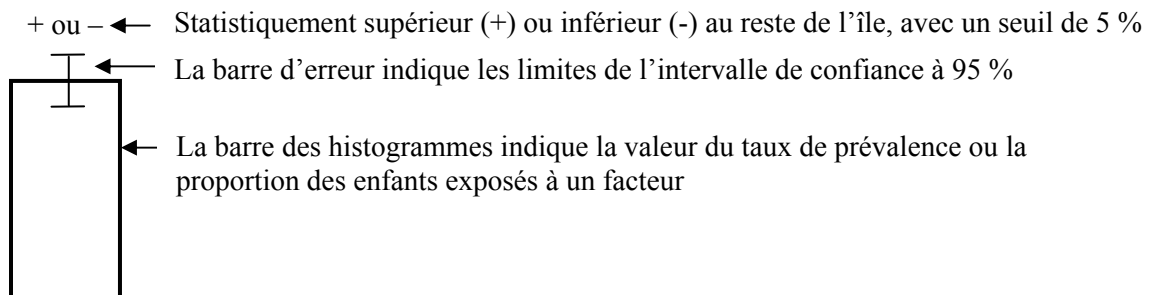 + ou – Statistiquement supérieur (+) ou inférieur (-) au reste de l’île, avec un seuil de 5 %
La barre d’erreur indique les limites de l’intervalle de confiance à 95 %
La barre des histogrammes indique la valeur du taux de prévalence ou la
proportion des enfants exposés à un facteur